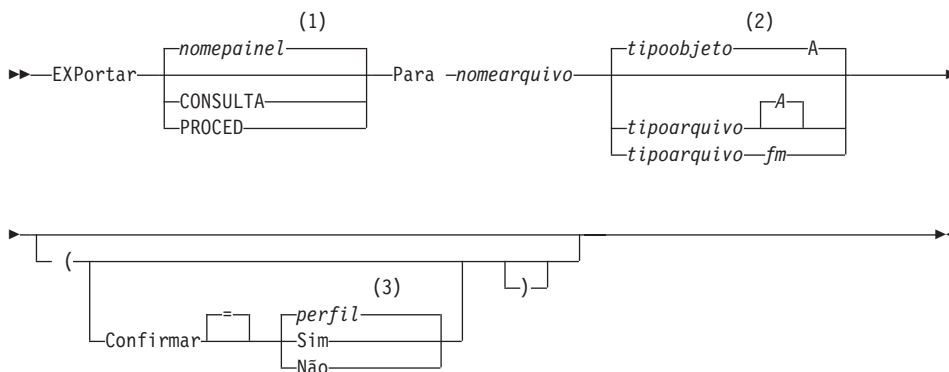 (1) (2)
nomepainel tipoobjeto A
EXPortar Para nomearquivo
CONSULTA A
PROCED tipoarquivo
tipoarquivo fm
(
(3) )
= perfil
Confirmar Sim
Não